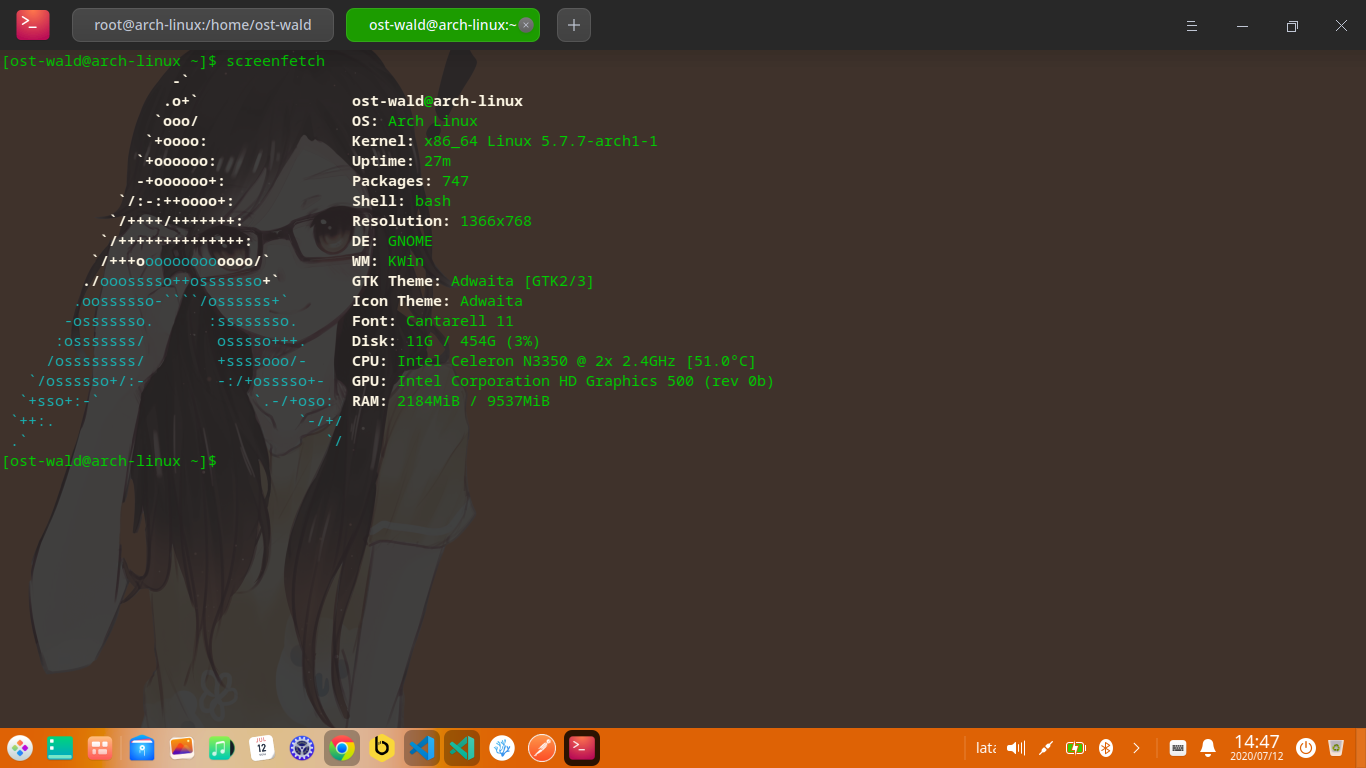 root@arch-linux:/home/ost-wald
ost-wald@arch-linux:~
[ost-wald@arch-linux ~]$ screenfetch
-`
.o+` ost-wald@arch-linux
`ooo/ OS: Arch Linux
`+oooo: Kernel: x86_64 Linux 5.7.7-arch1-1
`+oooooo: Uptime: 27m
-+oooooo+: Packages: 747
`/:-:++oooo+: Shell: bash
`/++++/+++++++: Resolution: 1366x768
`/++++++++++++++: DE: GNOME
`/+++ooooooooooooo/` WM: KWin
./ooosssso++osssssso+` GTK Theme: Adwaita [GTK2/3]
.oossssso-````/ossssss+` Icon Theme: Adwaita
-osssssso. :ssssssso. Font: Cantarell 11
:osssssss/ osssso+++. Disk: 11G / 454G (3%)
/ossssssss/ +ssssooo/- CPU: Intel Celeron N3350 @ 2x 2.4GHz [51.0°C]
`/ossssso+/:- -:/+osssso+- GPU: Intel Corporation HD Graphics 500 (rev 0b)
`+sso+:-` `.-/+oso: RAM: 2184MiB / 9537MiB
`++:. `-/+/
.` `/
[ost-wald@arch-linux ~]$
JUL
12
lata
14:47
2020/07/12